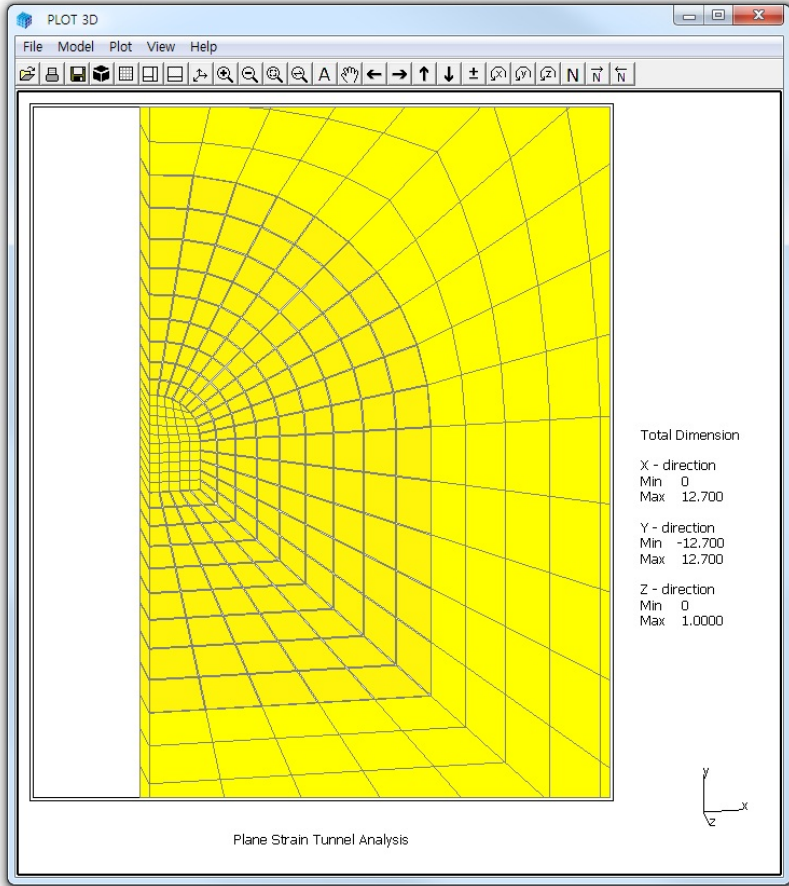 PLOT 3D
File Model Plot View Help
A X Y Z N N N
Total Dimension
X - direction
Min 0
Max 12.700
Y - direction
Min -12.700
Max 12.700
Z - direction
Min 0
Max 1.0000
y
x
z
Plane Strain Tunnel Analysis